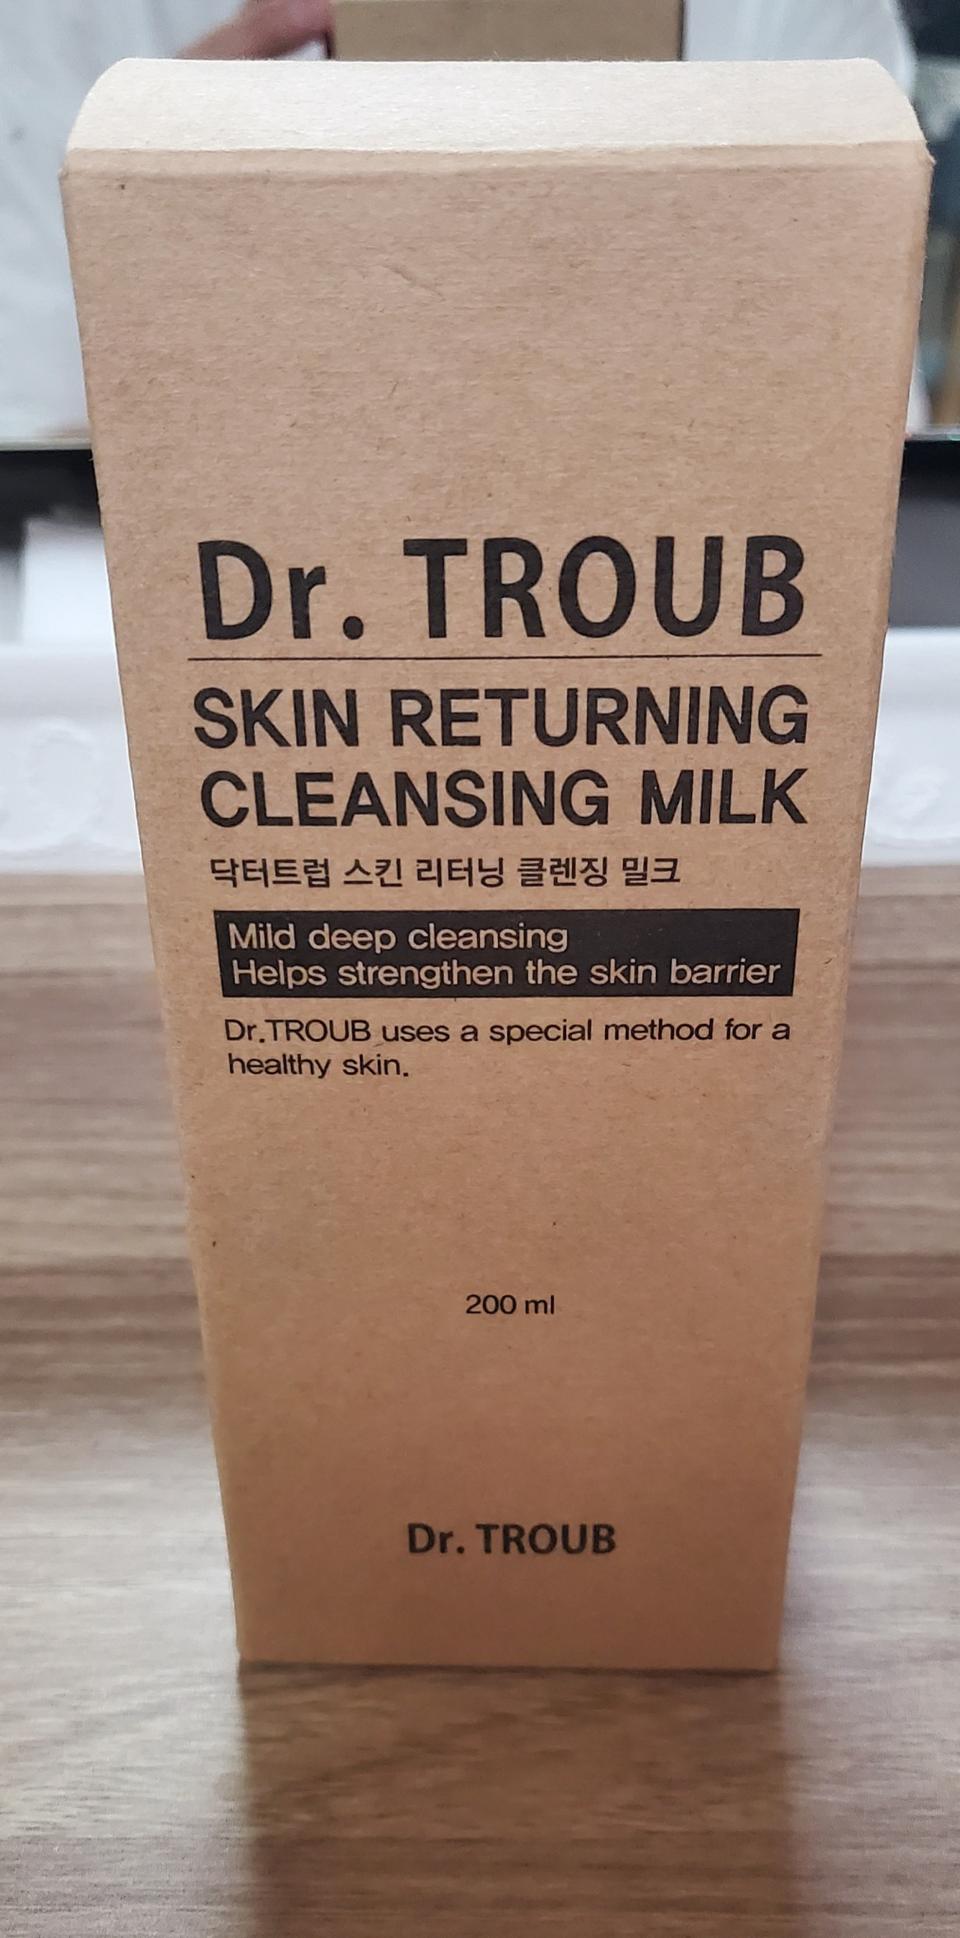 Dr. TROUB
SKIN RETURNING
CLEANSING MILK
닥터트럽 스킨 리터닝 클렌징 밀크
Mild deep cleansing
Helps strengthen the skin barrier
Dr.TROUB uses a special method for a
healthy skin.
200 ml
Dr. TROUB